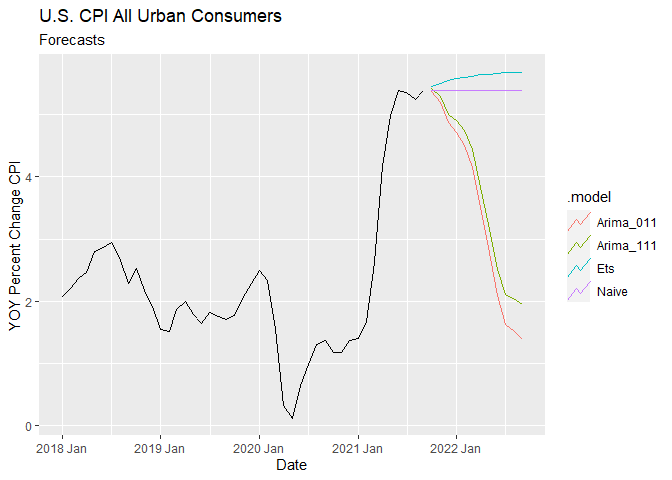 U.S. CPI All Urban Consumers
Forecasts
YOY Percent Change CPI
4
2
0
2018 Jan
2019 Jan
2020 Jan
2021 Jan
2022 Jan
Date
.model
Arima_011
Arima_111
Ets
Naive